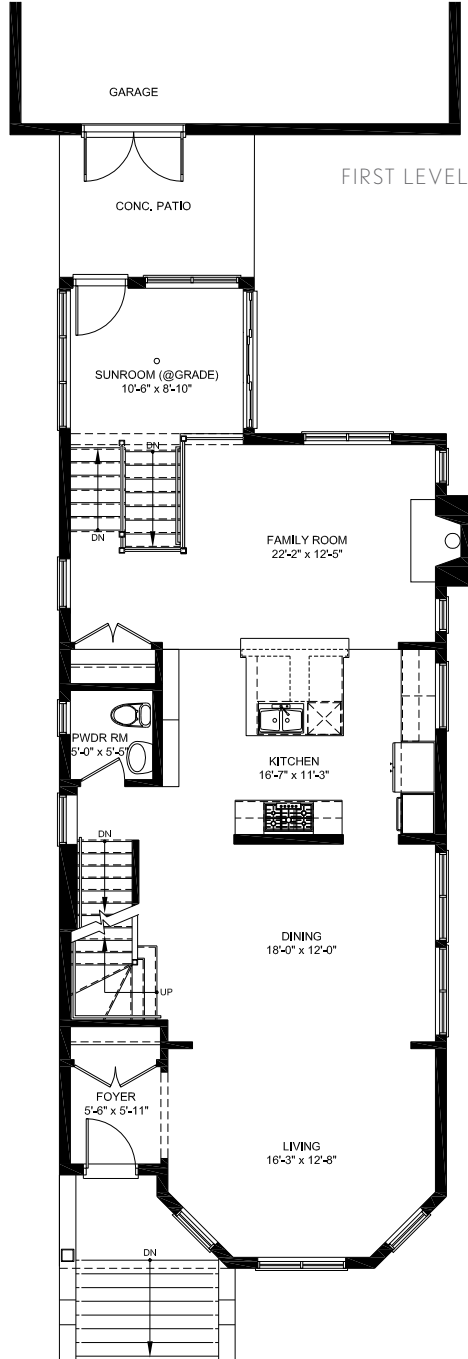 GARAGE
FIRST LEVEL
CONC. PATIO
SUNROOM (@GRADE)
10'-6" x 8'-10"
DN
DN
FAMILY ROOM
22'-2" x 12'-5"
PWDR RM
5'-0" x 5'-5"
KITCHEN
16'-7" x 11'-3"
DN
DINING
18'-0" x 12'-0"
UP
FOYER
5'-6" x 5'-11"
LIVING
16'-3" x 12'-8"
DN